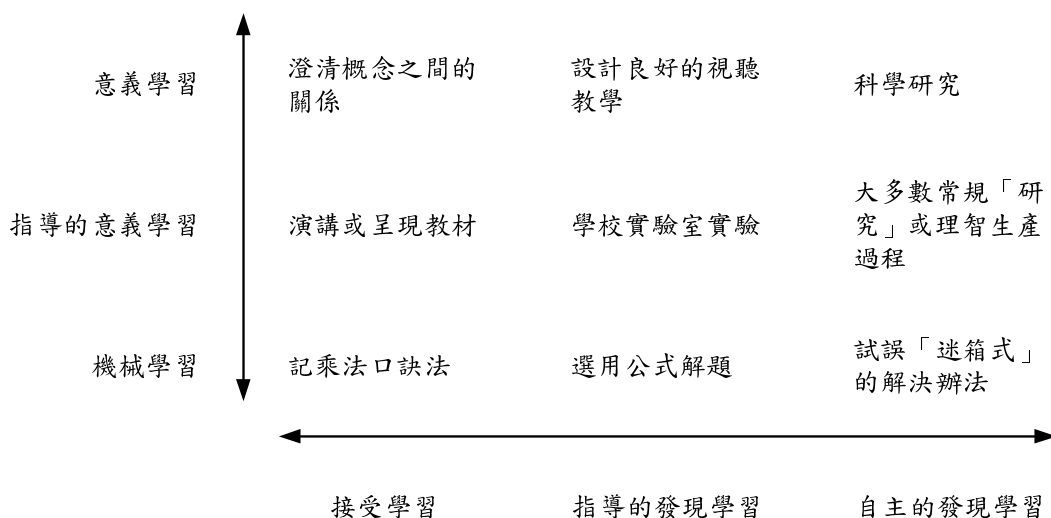 意義學習
澄清概念之間的
關係
設計良好的視聽
教學
科學研究
指導的意義學習
演講或呈現教材
學校實驗室實驗
大多數常規「研
究」或理智生產
過程
機械學習
記乘法口訣法
選用公式解題
試誤「迷箱式」
的解決辦法
接受學習
指導的發現學習
自主的發現學習